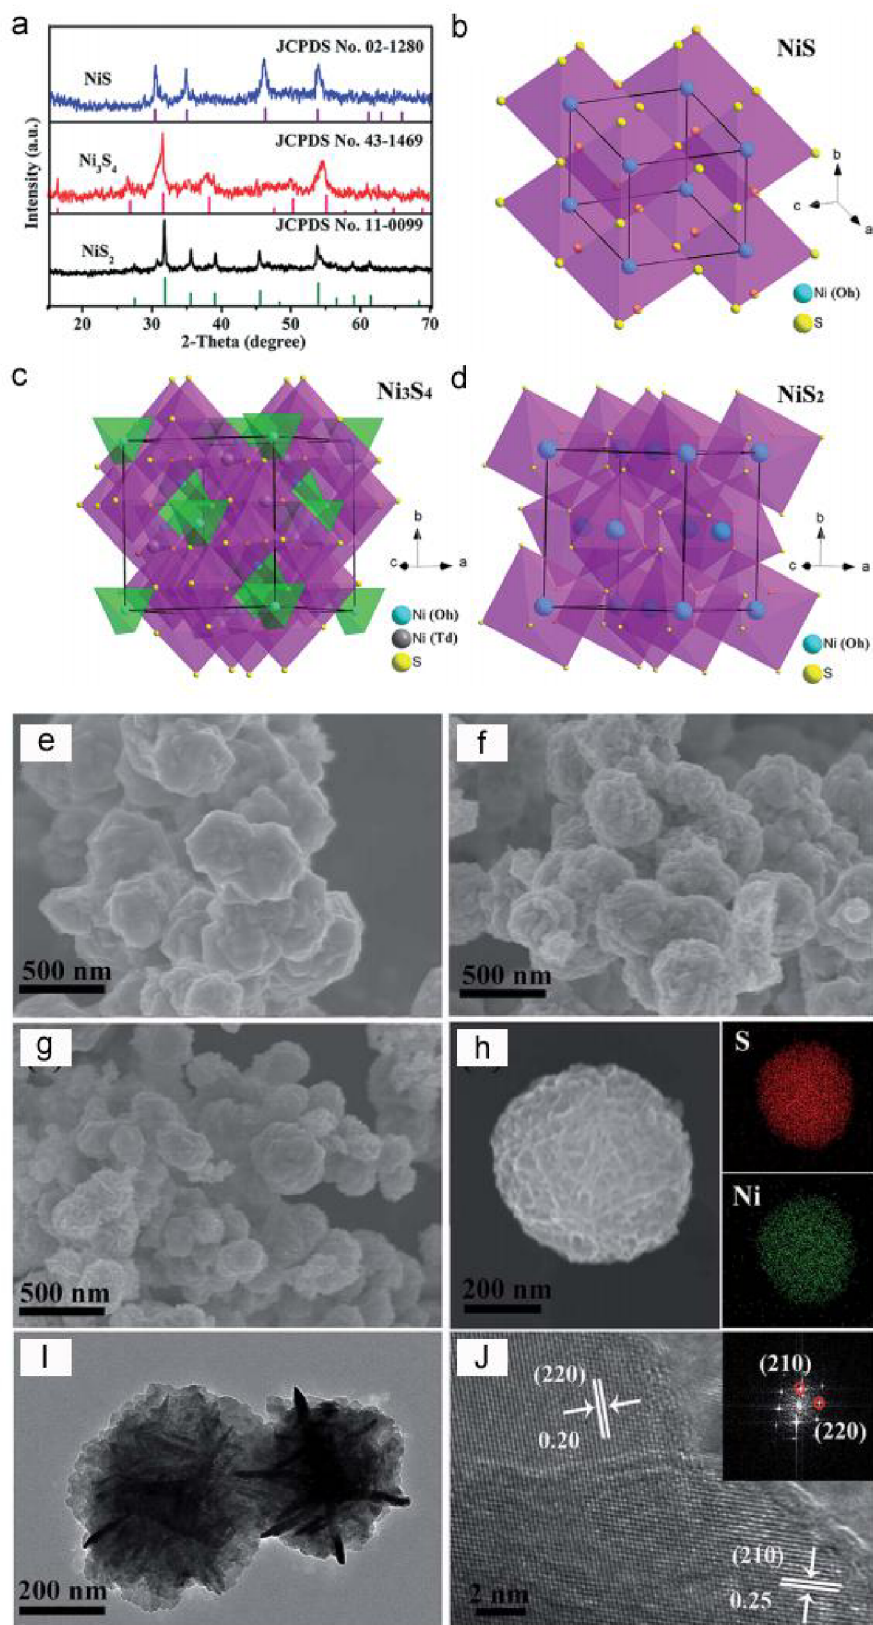 a
JCPDS No. 02-1280
NiS
JCPDS No. 43-1469
Ni₃S₄
JCPDS No. 11-0099
NiS₂
Intensity (a.u.)
20 30 40 50 60 70
2-Theta (degree)
b
NiS
b
c
a
Ni (Oh)
S
c
Ni₃S₄
b
c
a
Ni (Oh)
Ni (Td)
S
d
NiS₂
b
c
a
Ni (Oh)
S
e
500 nm
f
500 nm
g
500 nm
h
200 nm
S
Ni
I
200 nm
J
(220)
0.20
(210)
(220)
(210)
0.25
2 nm